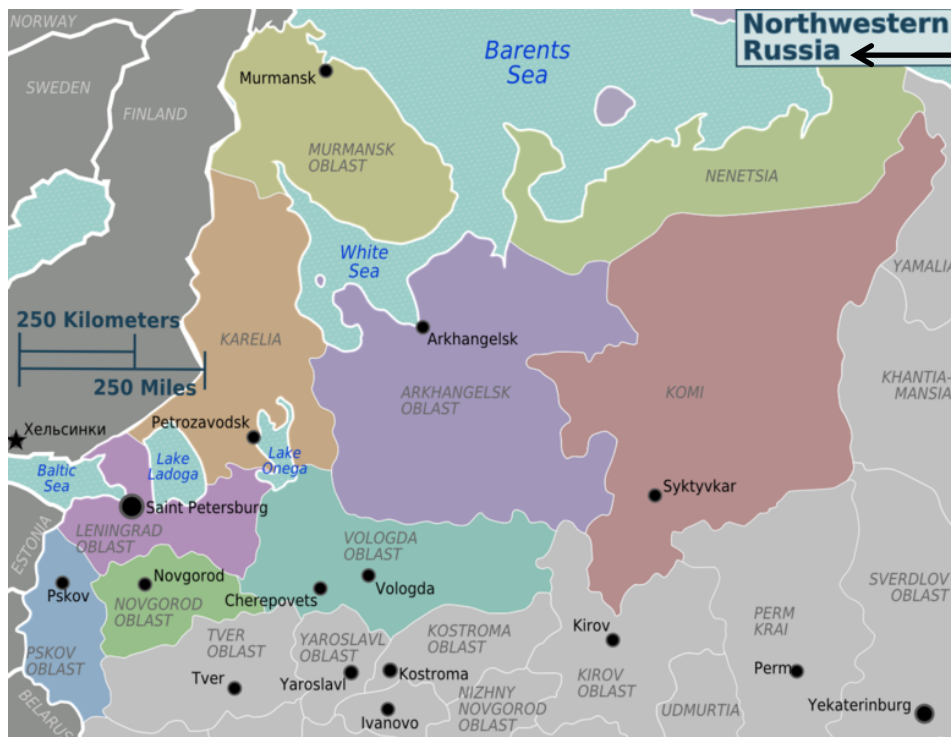 NORWAY
Northwestern
Russia
Barents
Sea
Murmansk
SWEDEN
FINLAND
MURMANSK
OBLAST
NENETSIA
White
Sea
YAMALIA
250 Kilometers
KARELIA
Arkhangelsk
250 Miles
ARKHANGELSK
OBLAST
KOMI
KHANTIA-
MANSIA
Petrozavodsk
Хельсинки
Lake
Ladoga
Lake
Onega
Baltic
Sea
Syktyvkar
Saint Petersburg
LENINGRAD
OBLAST
ESTONIA
VOLOGDA
OBLAST
Novgorod
Pskov
NOVGOROD
OBLAST
Cherepovets
Vologda
SVERDLOV
OBLAST
PSKOV
OBLAST
TVER
OBLAST
YAROSLAVL
OBLAST
KOSTROMA
OBLAST
Kirov
PERM
KRAI
Tver
Yaroslavl
Kostroma
KIROV
OBLAST
Perm
NIZHNY
NOVGOROD
OBLAST
UDMURTIA
Ivanovo
Yekaterinburg
BELARUS